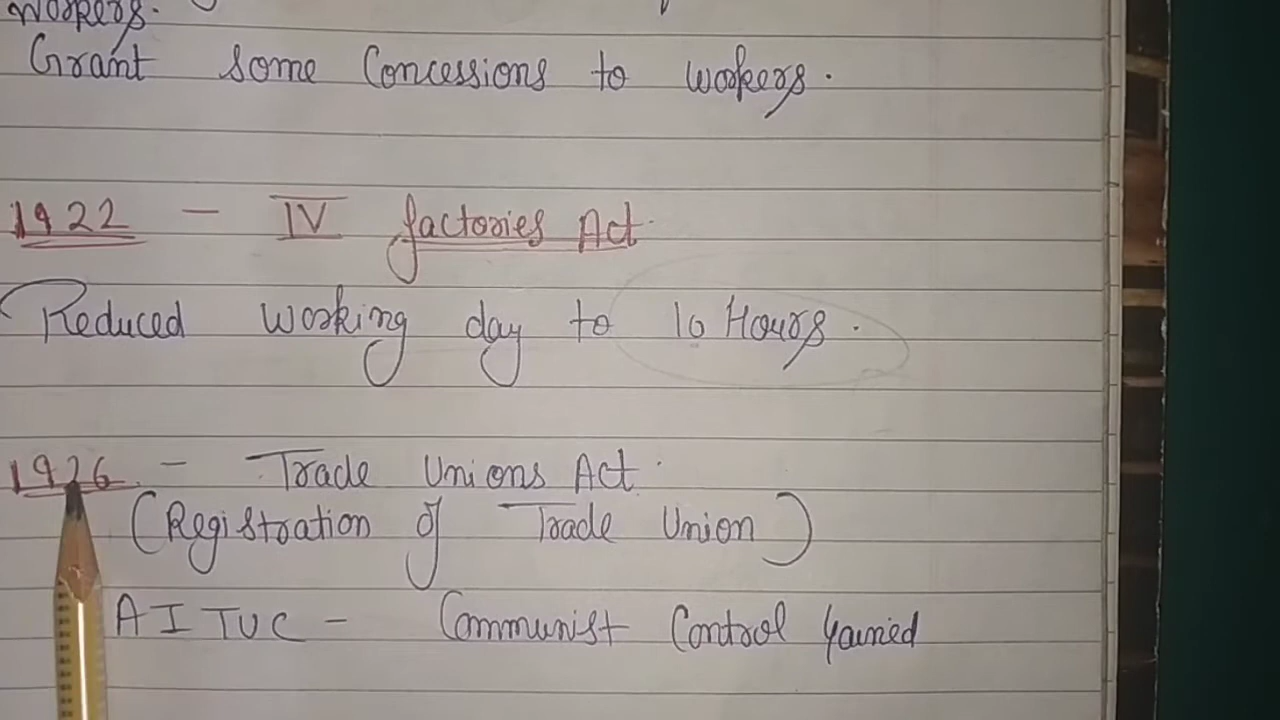 workers.
Grant some Concessions to workers.
1922 - IV factories Act.
Reduced working day to 10 Hours.
1926 - Trade Unions Act.
(Registration of Trade Union)
AITUC - Communist Control gained